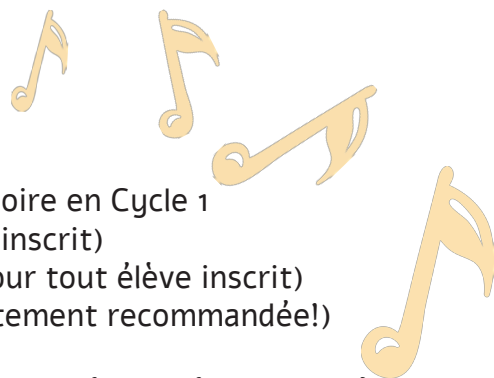 oire en Cycle 1
inscrit)
our tout élève inscrit)
tement recommandée!)